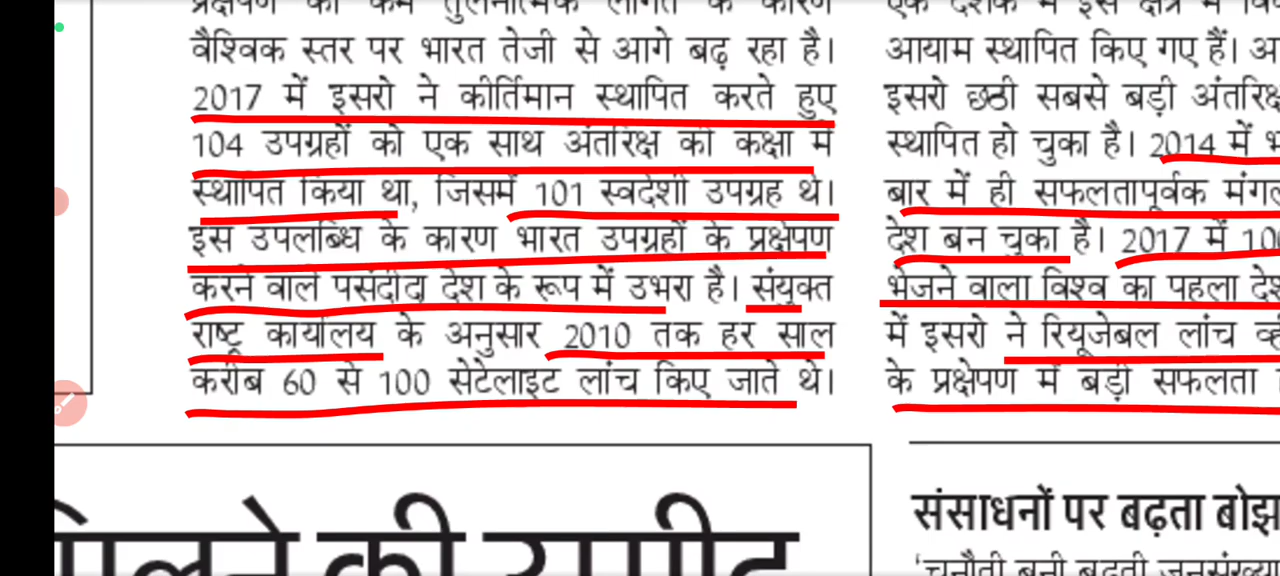 वैश्विक स्तर पर भारत तेजी से आगे बढ़ रहा है।
2017 में इसरो ने कीर्तिमान स्थापित करते हुए
104 उपग्रहों को एक साथ अंतरिक्ष की कक्षा में
स्थापित किया था, जिसमें 101 स्वदेशी उपग्रह थे।
इस उपलब्धि के कारण भारत उपग्रहों के प्रक्षेपण
करने वाले पसंदीदा देश के रूप में उभरा है। संयुक्त
राष्ट्र कार्यालय के अनुसार 2010 तक हर साल
करीब 60 से 100 सेटेलाइट लांच किए जाते थे।
आयाम स्थापित किए गए हैं।
इसरो छठी सबसे बड़ी
स्थापित हो चुका है। 2014 में
बार में ही सफलतापूर्वक
देश बन चुका है। 2017 में
भेजने वाला विश्व का पहला
में इसरो ने रियूजेबल लांच
के प्रक्षेपण में बड़ी सफलता
संसाधनों पर बढ़ता बोझ